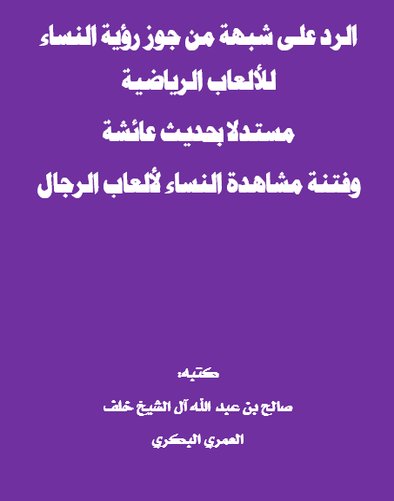 الرد على شبهة من جوز رؤية النساء
للألعاب الرياضية
مستدلا بحديث عائشة
وفتنة مشاهدة النساء لألعاب الرجال
كتبه:
صالح بن عبد الله آل الشيخ خلف
العمري البكري